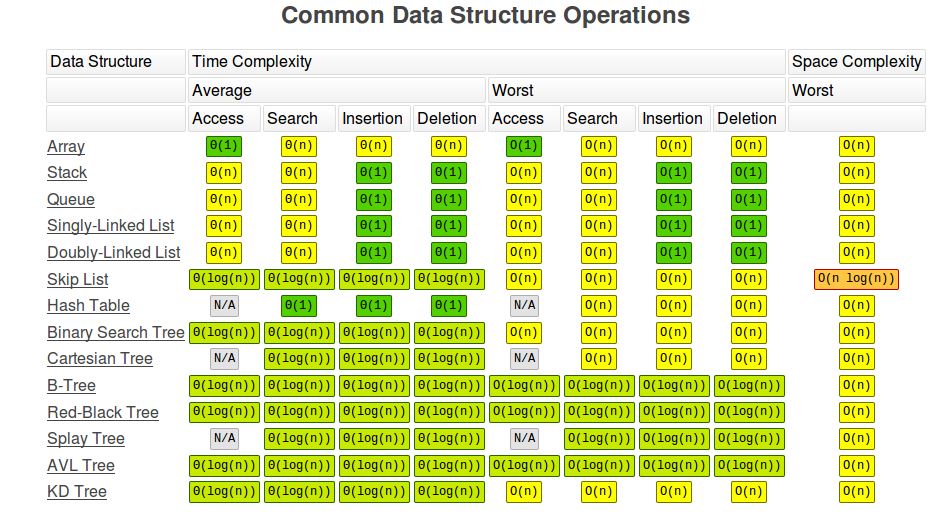 Common Data Structure Operations
Data Structure Time Complexity Space Complexity
Average Worst Worst
Access Search Insertion Deletion Access Search Insertion Deletion
Array Θ(1) Θ(n) Θ(n) Θ(n) O(1) O(n) O(n) O(n) O(n)
Stack Θ(n) Θ(n) Θ(1) Θ(1) O(n) O(n) O(1) O(1) O(n)
Queue Θ(n) Θ(n) Θ(1) Θ(1) O(n) O(n) O(1) O(1) O(n)
Singly-Linked List Θ(n) Θ(n) Θ(1) Θ(1) O(n) O(n) O(1) O(1) O(n)
Doubly-Linked List Θ(n) Θ(n) Θ(1) Θ(1) O(n) O(n) O(1) O(1) O(n)
Skip List Θ(log(n)) Θ(log(n)) Θ(log(n)) Θ(log(n)) O(n) O(n) O(n) O(n) O(n log(n))
Hash Table N/A Θ(1) Θ(1) Θ(1) N/A O(n) O(n) O(n) O(n)
Binary Search Tree Θ(log(n)) Θ(log(n)) Θ(log(n)) Θ(log(n)) O(n) O(n) O(n) O(n) O(n)
Cartesian Tree N/A Θ(log(n)) Θ(log(n)) Θ(log(n)) N/A O(n) O(n) O(n) O(n)
B-Tree Θ(log(n)) Θ(log(n)) Θ(log(n)) Θ(log(n)) O(log(n)) O(log(n)) O(log(n)) O(log(n)) O(n)
Red-Black Tree Θ(log(n)) Θ(log(n)) Θ(log(n)) Θ(log(n)) O(log(n)) O(log(n)) O(log(n)) O(log(n)) O(n)
Splay Tree N/A Θ(log(n)) Θ(log(n)) Θ(log(n)) N/A O(log(n)) O(log(n)) O(log(n)) O(n)
AVL Tree Θ(log(n)) Θ(log(n)) Θ(log(n)) Θ(log(n)) O(log(n)) O(log(n)) O(log(n)) O(log(n)) O(n)
KD Tree Θ(log(n)) Θ(log(n)) Θ(log(n)) Θ(log(n)) O(n) O(n) O(n) O(n) O(n)